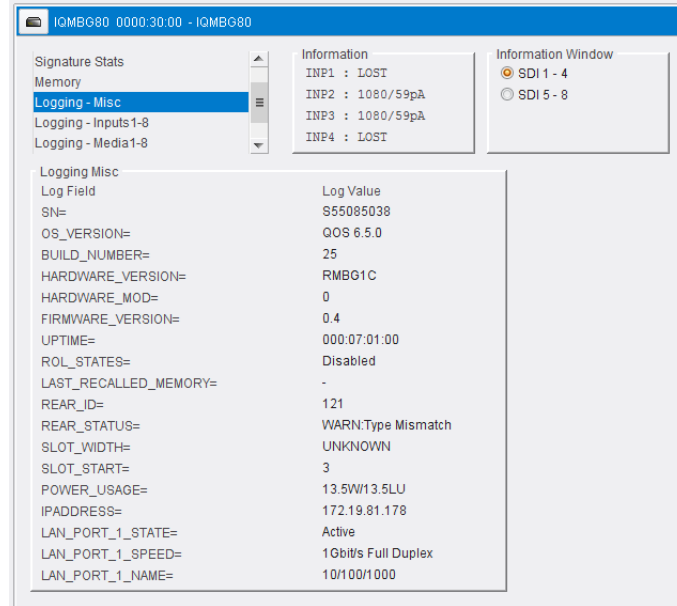 IQMBG80 0000:30:00 - IQMBG80
Signature Stats
Memory
Logging - Misc
Logging - Inputs1-8
Logging - Media1-8
Information
INP1 : LOST
INP2 : 1080/59pA
INP3 : 1080/59pA
INP4 : LOST
Information Window
SDI 1 - 4
SDI 5 - 8
Logging Misc
Log Field Log Value
SN= S55085038
OS_VERSION= QOS 6.5.0
BUILD_NUMBER= 25
HARDWARE_VERSION= RMBG1C
HARDWARE_MOD= 0
FIRMWARE_VERSION= 0.4
UPTIME= 000:07:01:00
ROL_STATES= Disabled
LAST_RECALLED_MEMORY= -
REAR_ID= 121
REAR_STATUS= WARN:Type Mismatch
SLOT_WIDTH= UNKNOWN
SLOT_START= 3
POWER_USAGE= 13.5W/13.5LU
IPADDRESS= 172.19.81.178
LAN_PORT_1_STATE= Active
LAN_PORT_1_SPEED= 1Gbit/s Full Duplex
LAN_PORT_1_NAME= 10/100/1000